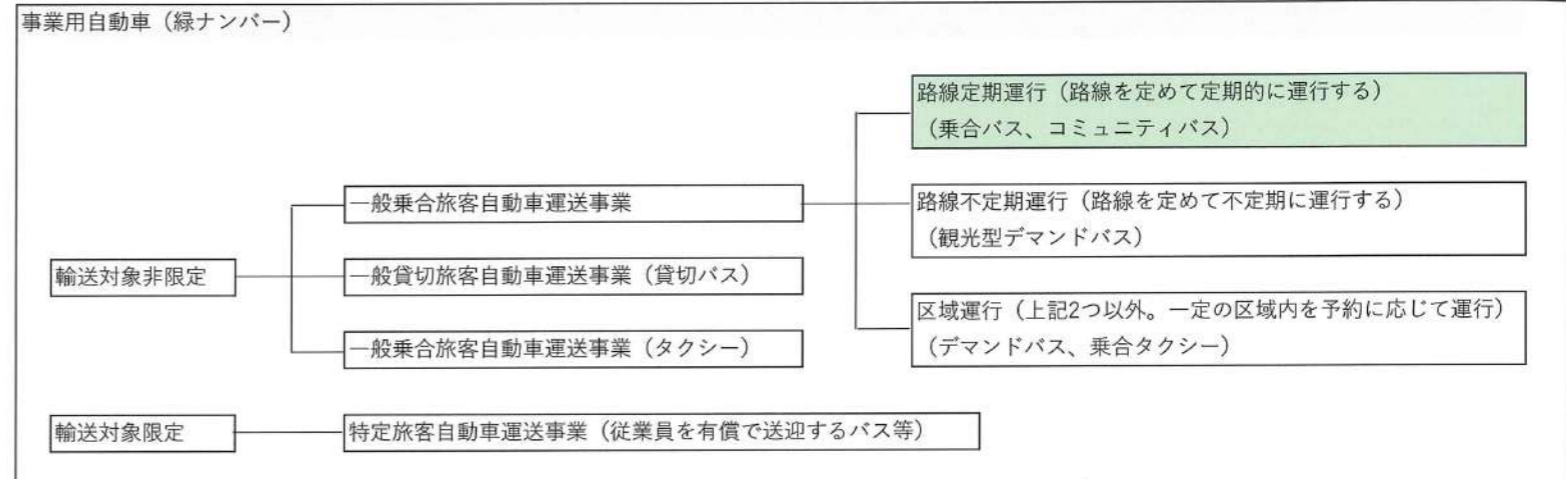 事業用自動車（緑ナンバー）
路線定期運行（路線を定めて定期的に運行する）
（乗合バス、コミュニティバス）
一般乗合旅客自動車運送事業
路線不定期運行（路線を定めて不定期に運行する）
（観光型デマンドバス）
輸送対象非限定
一般貸切旅客自動車運送事業（貸切バス）
区域運行（上記2つ以外。一定の区域内を予約に応じて運行）
（デマンドバス、乗合タクシー）
一般乗合旅客自動車運送事業（タクシー）
輸送対象限定
特定旅客自動車運送事業（従業員を有償で送迎するバス等）